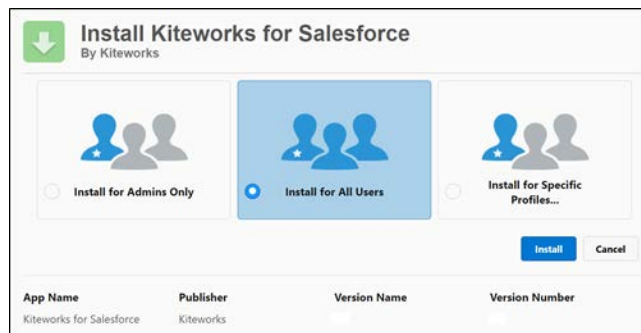 Install Kiteworks for Salesforce
By Kiteworks
Install for Admins Only
Install for All Users
Install for Specific
Profiles...
Install
Cancel
App Name Publisher Version Name Version Number
Kiteworks for Salesforce Kiteworks